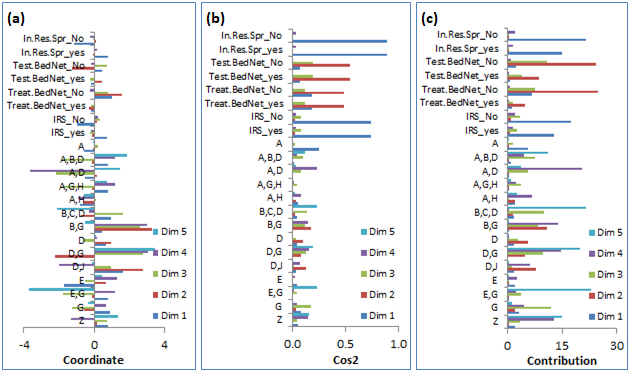 (a)
In.Res.Spr_No
In.Res.Spr_yes
Test.BedNet_No
Test.BedNet_yes
Treat.BedNet_No
Treat.BedNet_yes
IRS_No
IRS_yes
A
A,B,D
A,D
A,G,H
A,H
B,C,D
B,G
D
D,G
D,J
E
E,G
G
Z
Dim 5
Dim 4
Dim 3
Dim 2
Dim 1
-4 1 4
Coordinate
(b)
In.Res.Spr_No
In.Res.Spr_yes
Test.BedNet_No
Test.BedNet_yes
Treat.BedNet_No
Treat.BedNet_yes
IRS_No
IRS_yes
A
A,B,D
A,D
A,G,H
A,H
B,C,D
B,G
D
D,G
D,J
E
E,G
G
Z
Dim 5
Dim 4
Dim 3
Dim 2
Dim 1
0.0 0.5 1.0
Cos2
(c)
In.Res.Spr_No
In.Res.Spr_yes
Test.BedNet_No
Test.BedNet_yes
Treat.BedNet_No
Treat.BedNet_yes
IRS_No
IRS_yes
A
A,B,D
A,D
A,G,H
A,H
B,C,D
B,G
D
D,G
D,J
E
E,G
G
Z
Dim 5
Dim 4
Dim 3
Dim 2
Dim 1
0 15 30
Contribution